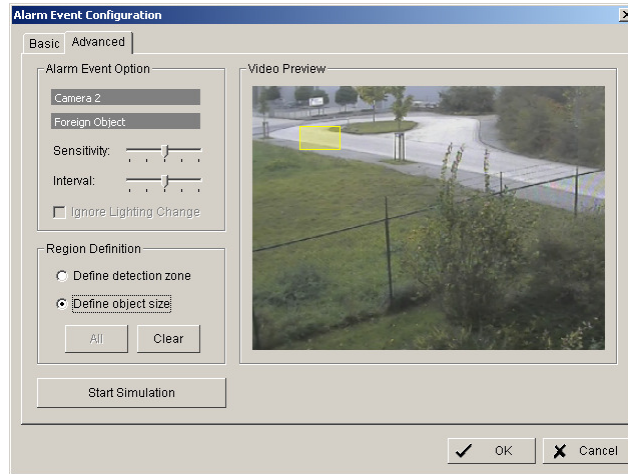 Alarm Event Configuration
Basic
Advanced
Alarm Event Option
Camera 2
Foreign Object
Sensitivity:
Interval:
Ignore Lighting Change
Region Definition
Define detection zone
Define object size
All
Clear
Start Simulation
Video Preview
OK
Cancel